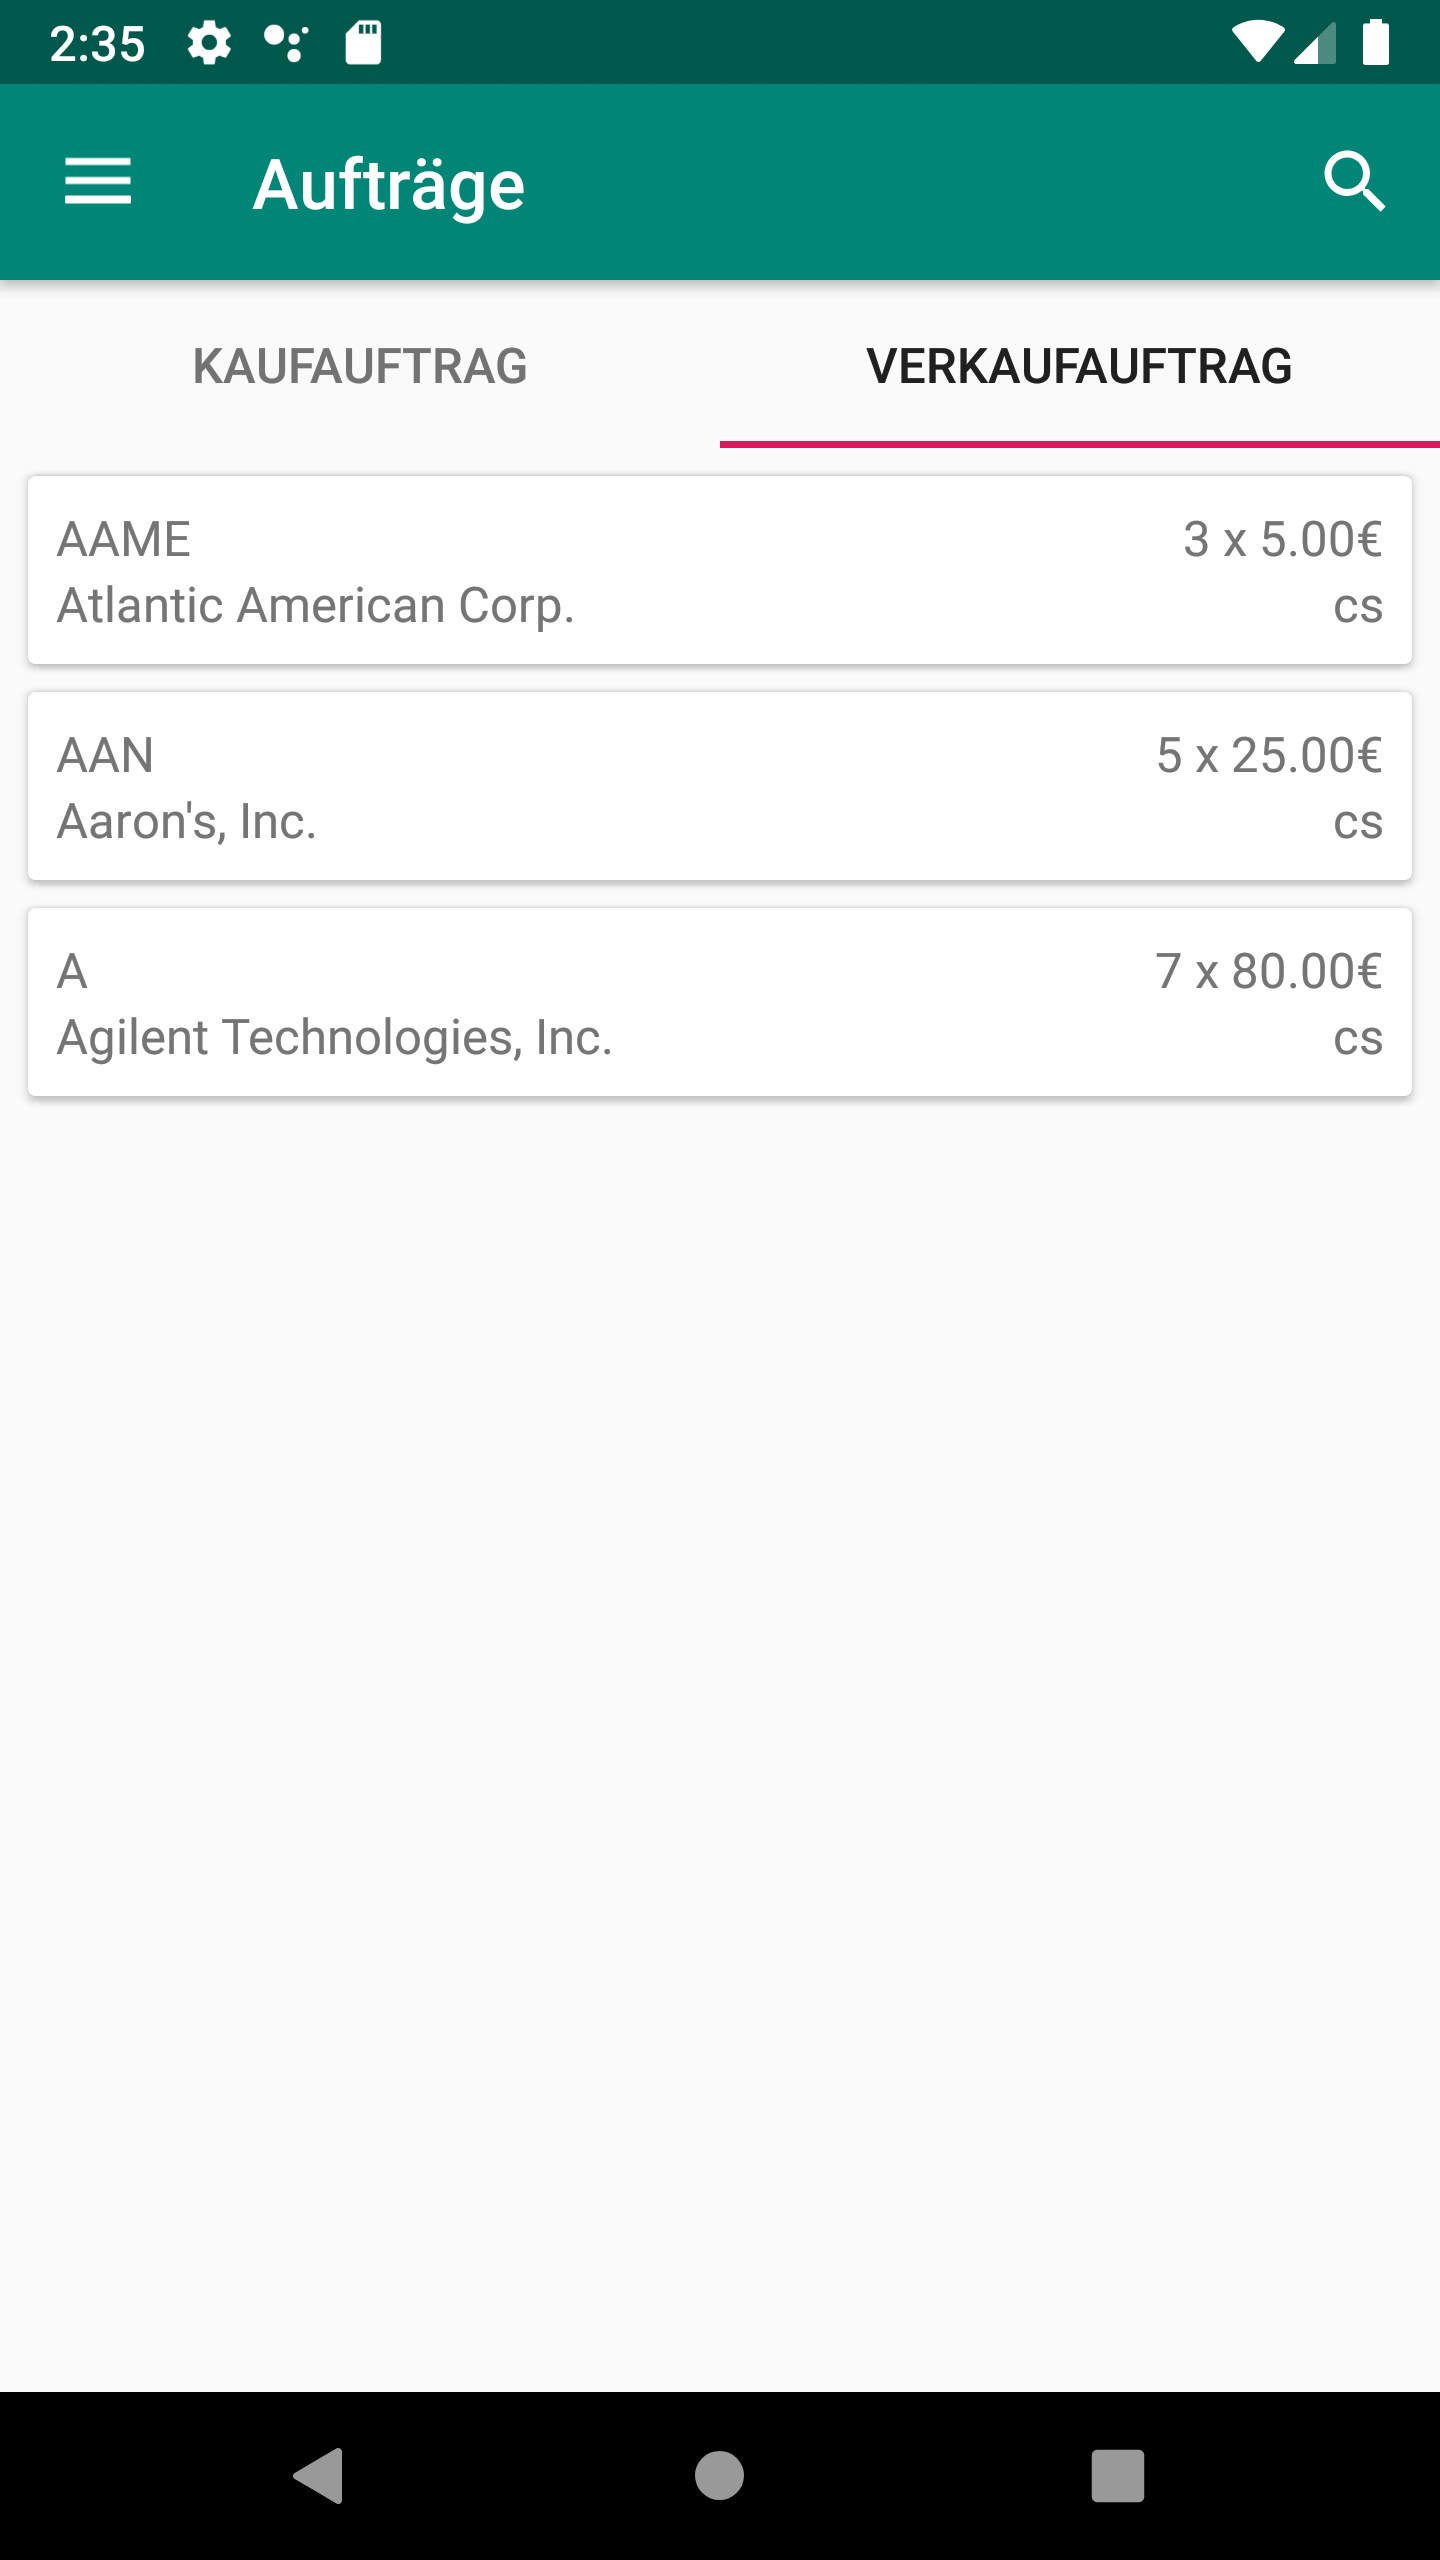 2:35
Aufträge
KAUFAUFTRAG VERKAUFAUFTRAG
AAME 3 x 5.00€
Atlantic American Corp. cs
AAN 5 x 25.00€
Aaron's, Inc. cs
A 7 x 80.00€
Agilent Technologies, Inc. cs